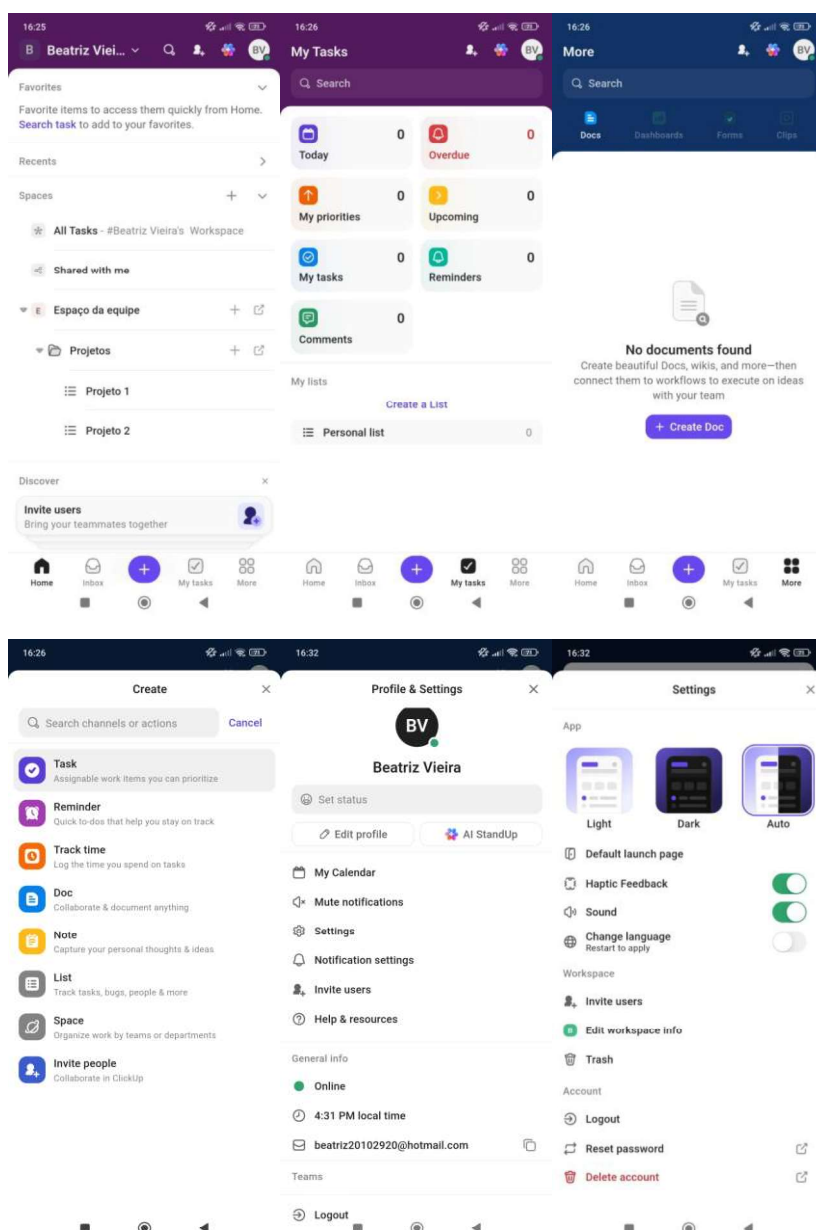 16:25
B Beatriz Viei...
BV
Favorites
Favorite items to access them quickly from Home.
Search task to add to your favorites.
Recents
Spaces
All Tasks - #Beatriz Vieira's Workspace
Shared with me
E Espaço da equipe
Projetos
Projeto 1
Projeto 2
Discover
Invite users
Bring your teammates together
Home
Inbox
My tasks
More
16:26
My Tasks
BV
Search
Today 0
Overdue 0
My priorities 0
Upcoming 0
My tasks 0
Reminders 0
Comments 0
My lists
Create a List
Personal list 0
Home
Inbox
My tasks
More
16:26
More
BV
Search
Docs
Dashboards
Forms
Clips
No documents found
Create beautiful Docs, wikis, and more—then
connect them to workflows to execute on ideas
with your team
+ Create Doc
Home
Inbox
My tasks
More
16:26
Create
Search channels or actions
Cancel
Task
Assignable work items you can prioritize
Reminder
Quick to-dos that help you stay on track
Track time
Log the time you spend on tasks
Doc
Collaborate & document anything
Note
Capture your personal thoughts & ideas
List
Track tasks, bugs, people & more
Space
Organize work by teams or departments
Invite people
Collaborate in ClickUp
16:32
Profile & Settings
BV
Beatriz Vieira
Set status
Edit profile
AI StandUp
My Calendar
Mute notifications
Settings
Notification settings
Invite users
Help & resources
General info
Online
4:31 PM local time
beatriz20102920@hotmail.com
Teams
Logout
16:32
Settings
App
Light
Dark
Auto
Default launch page
Haptic Feedback
Sound
Change language
Restart to apply
Workspace
Invite users
Edit workspace info
Trash
Account
Logout
Reset password
Delete account